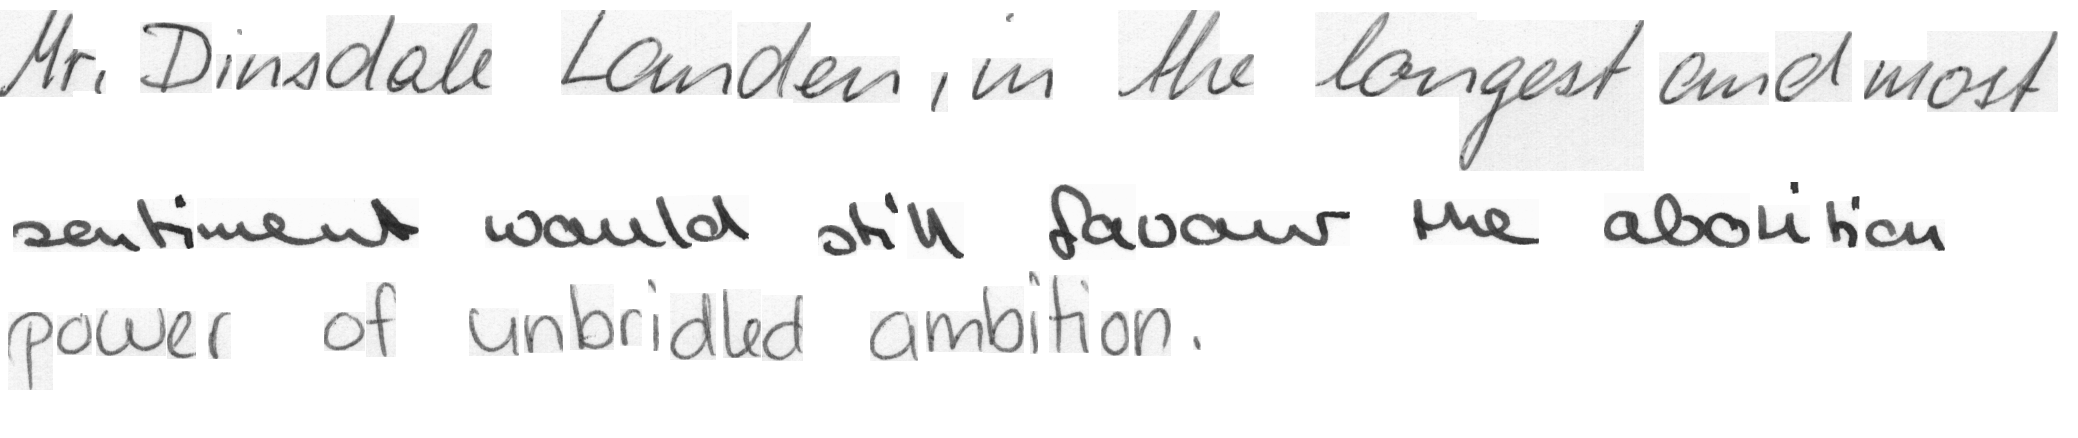 Mr. Dinsdale Landen, in the longest and most
sentiment would still favour the abolition
power of unbridled ambition.